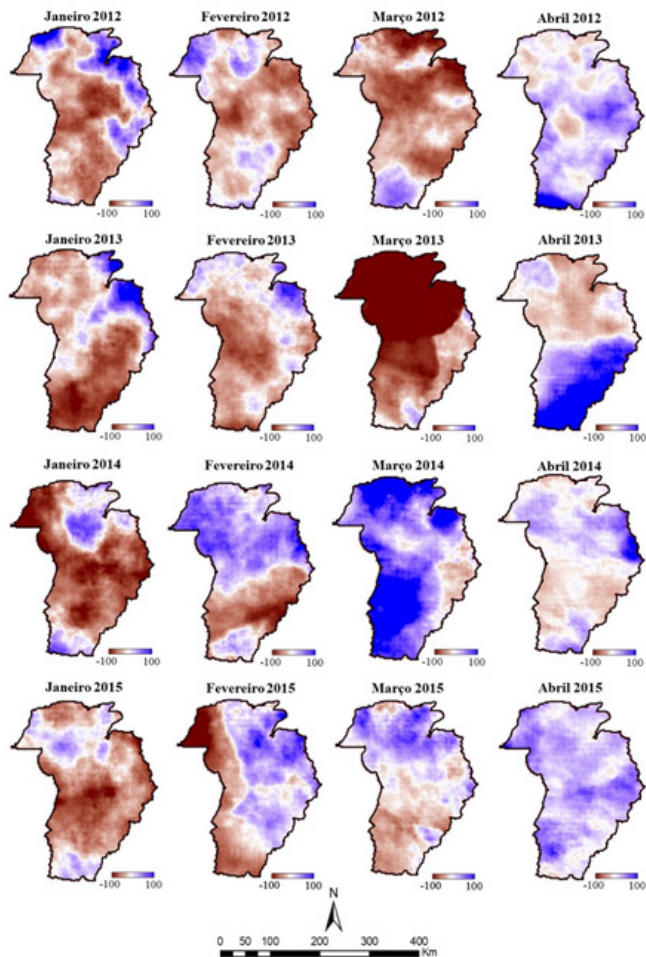 Janeiro 2012 Fevereiro 2012 Março 2012 Abril 2012
-100 100 -100 100 -100 100 -100 100
Janeiro 2013 Fevereiro 2013 Março 2013 Abril 2013
-100 100 -100 100 -100 100 -100 100
Janeiro 2014 Fevereiro 2014 Março 2014 Abril 2014
-100 100 -100 100 -100 100 -100 100
Janeiro 2015 Fevereiro 2015 Março 2015 Abril 2015
-100 100 -100 100 -100 100 -100 100
N
0 25 50 100 200 300 400
Km